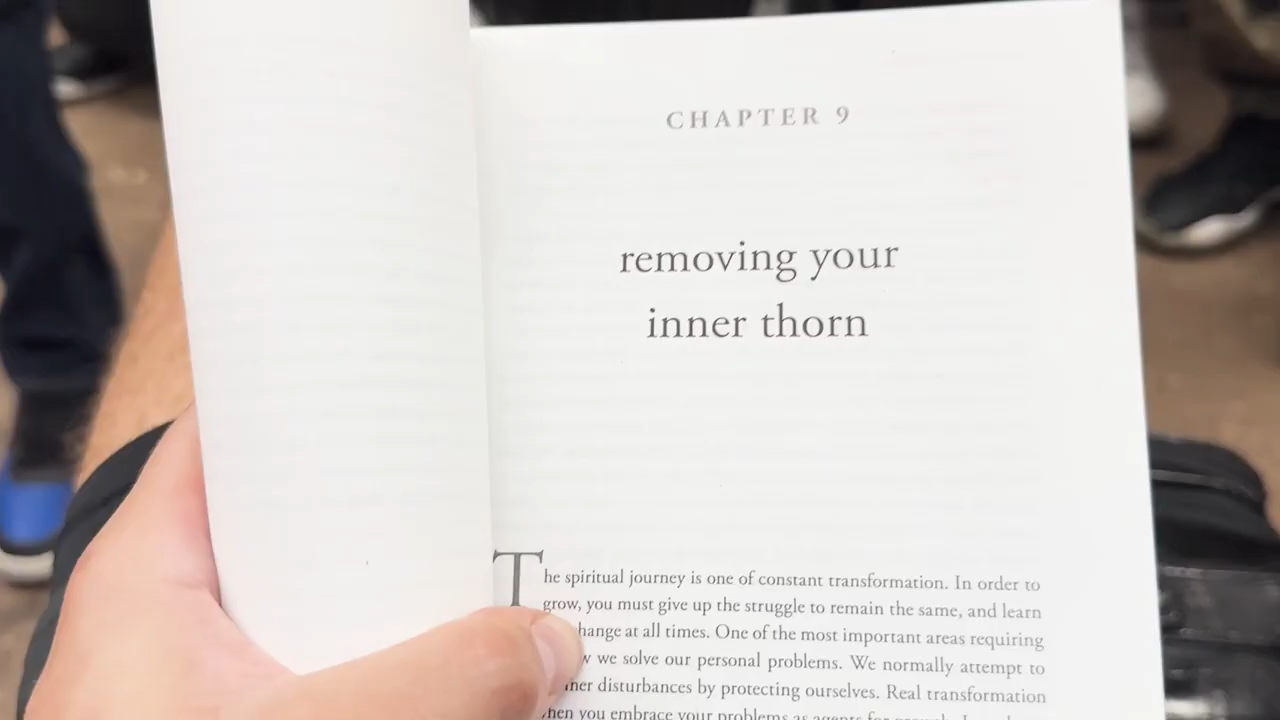 CHAPTER 9
removing your
inner thorn
The spiritual journey is one of constant transformation. In order to
grow, you must give up the struggle to remain the same, and learn
hange at all times. One of the most important areas requiring
w we solve our personal problems. We normally attempt to
ner disturbances by protecting ourselves. Real transformation
hen you embrace your problems as agents for